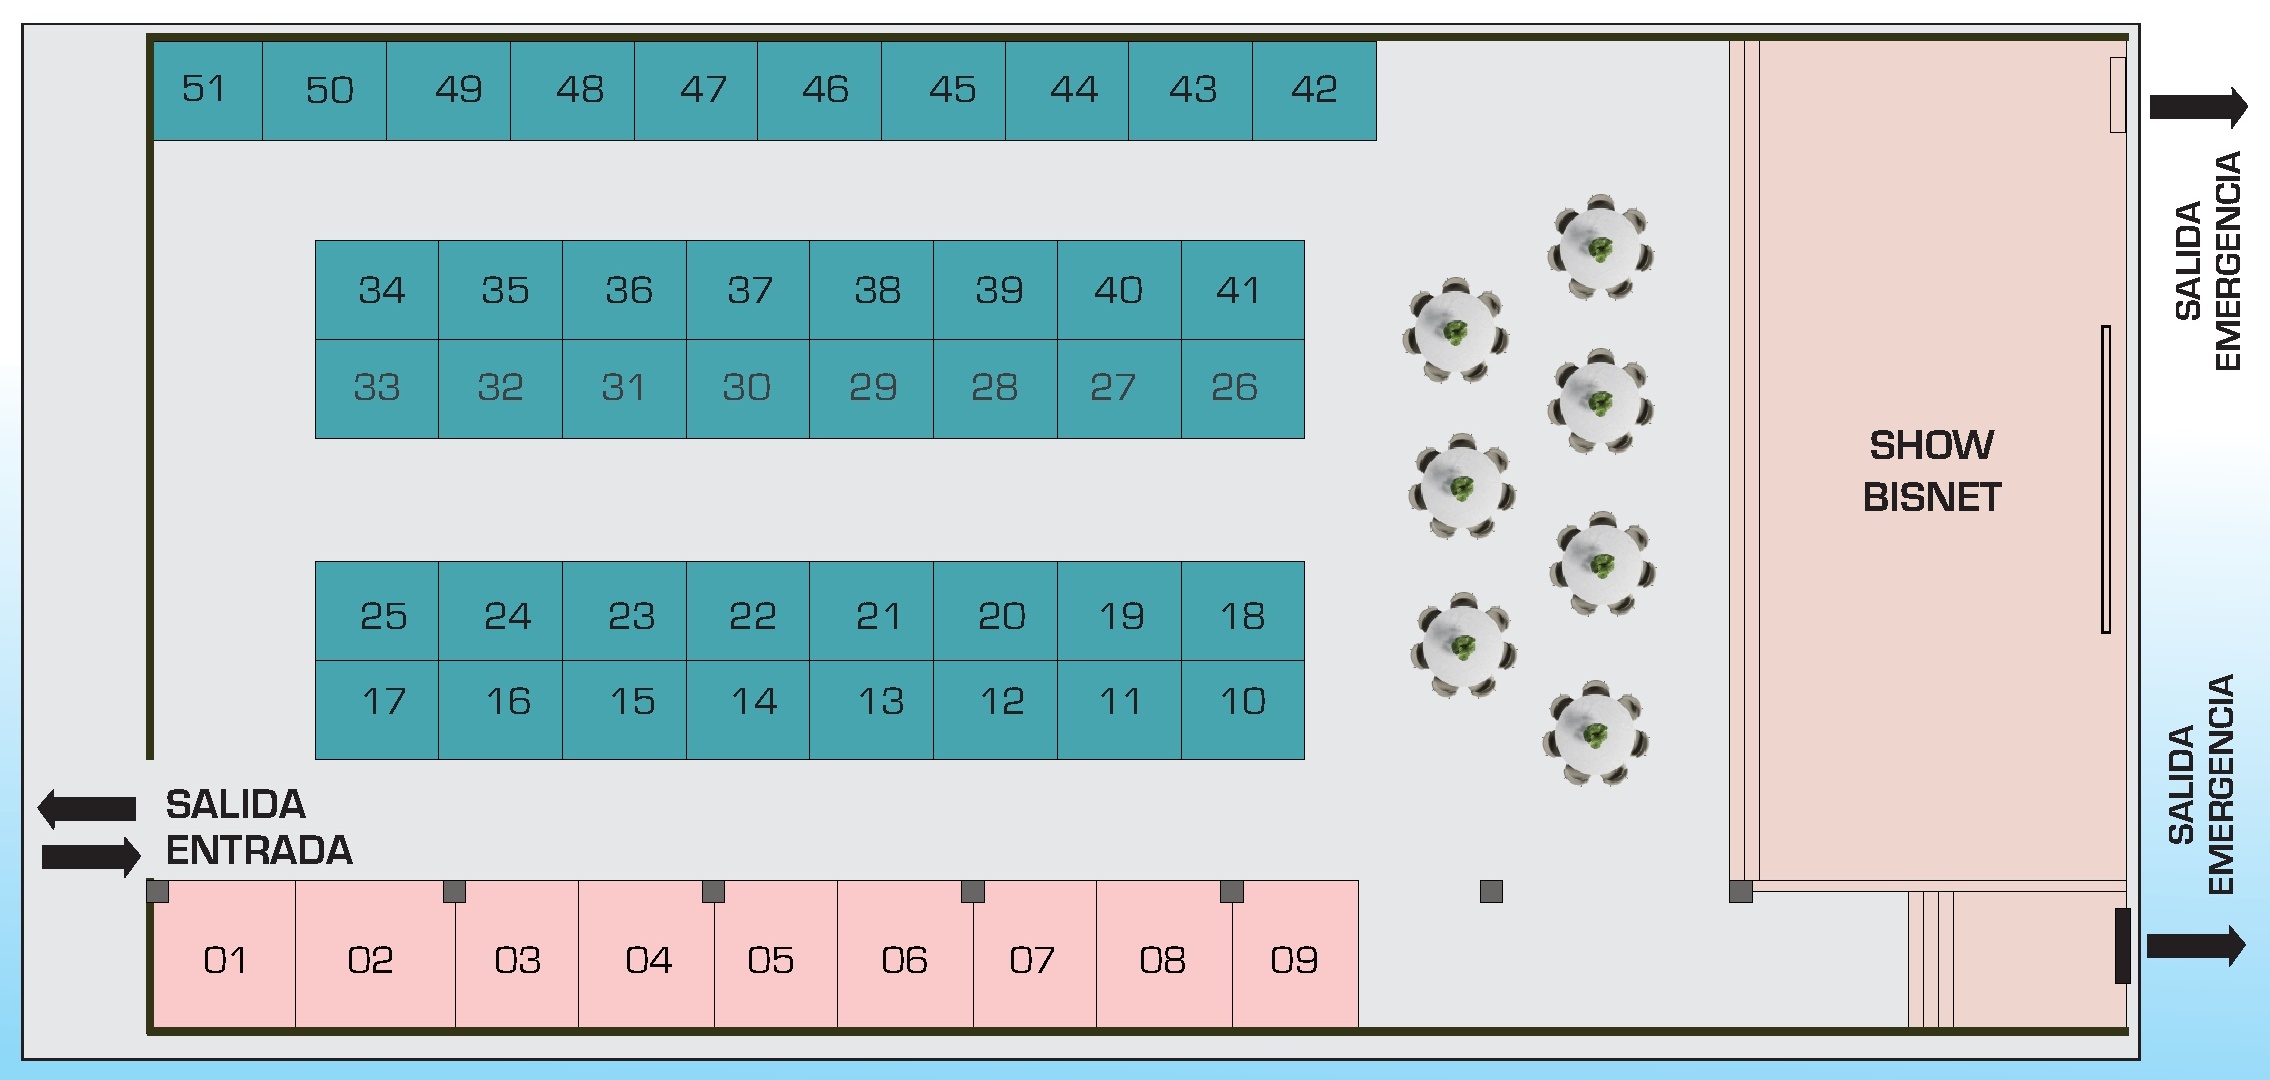 51 50 49 48 47 46 45 44 43 42
34 35 36 37 38 39 40 41
33 32 31 30 29 28 27 26
25 24 23 22 21 20 19 18
17 16 15 14 13 12 11 10
SALIDA
ENTRADA
01 02 03 04 05 06 07 08 09
SHOW
BISNET
SALIDA
EMERGENCIA
SALIDA
EMERGENCIA